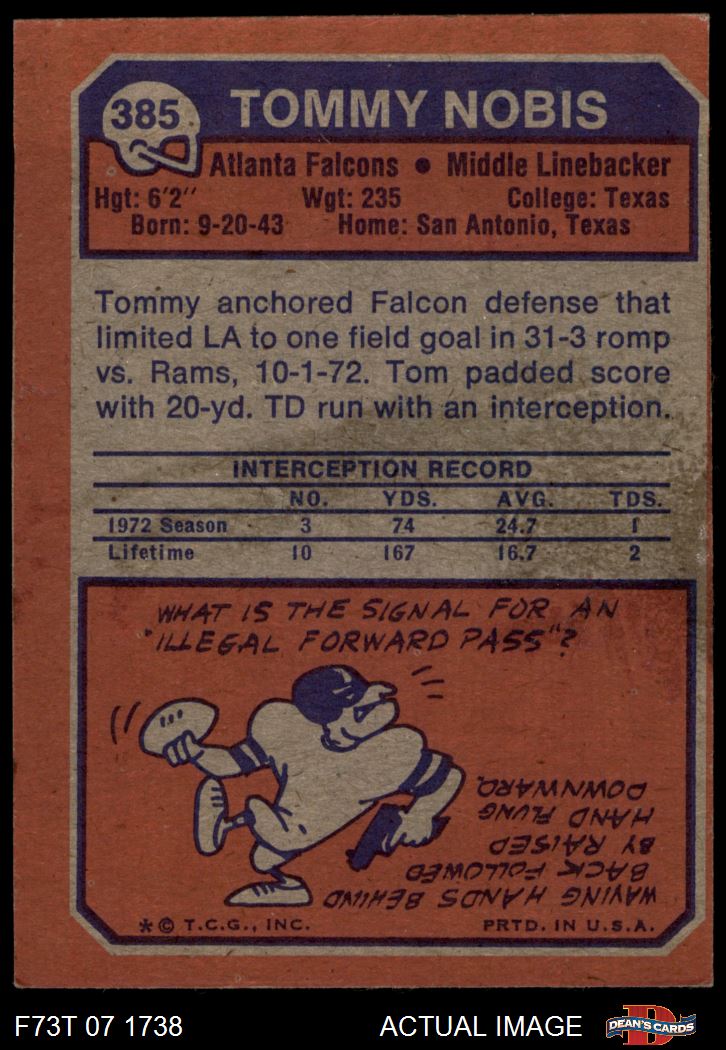 385
TOMMY NOBIS
Atlanta Falcons • Middle Linebacker
Hgt: 6'2" Wgt: 235 College: Texas
Born: 9-20-43 Home: San Antonio, Texas
Tommy anchored Falcon defense that
limited LA to one field goal in 31-3 romp
vs. Rams, 10-1-72. Tom padded score
with 20-yd. TD run with an interception.
INTERCEPTION RECORD
NO. YDS. AVG. TDS.
1972 Season 3 74 24.7 1
Lifetime 10 167 16.7 2
WHAT IS THE SIGNAL FOR AN
"ILLEGAL FORWARD PASS"?
WAVING HANDS BEHIND
BACK FOLLOWED
BY RAISED
HAND FLUNG
DOWNWARD.
*© T.C.G., INC. PRTD. IN U.S.A.
F73T 07 1738 ACTUAL IMAGE D DEAN'S CARDS